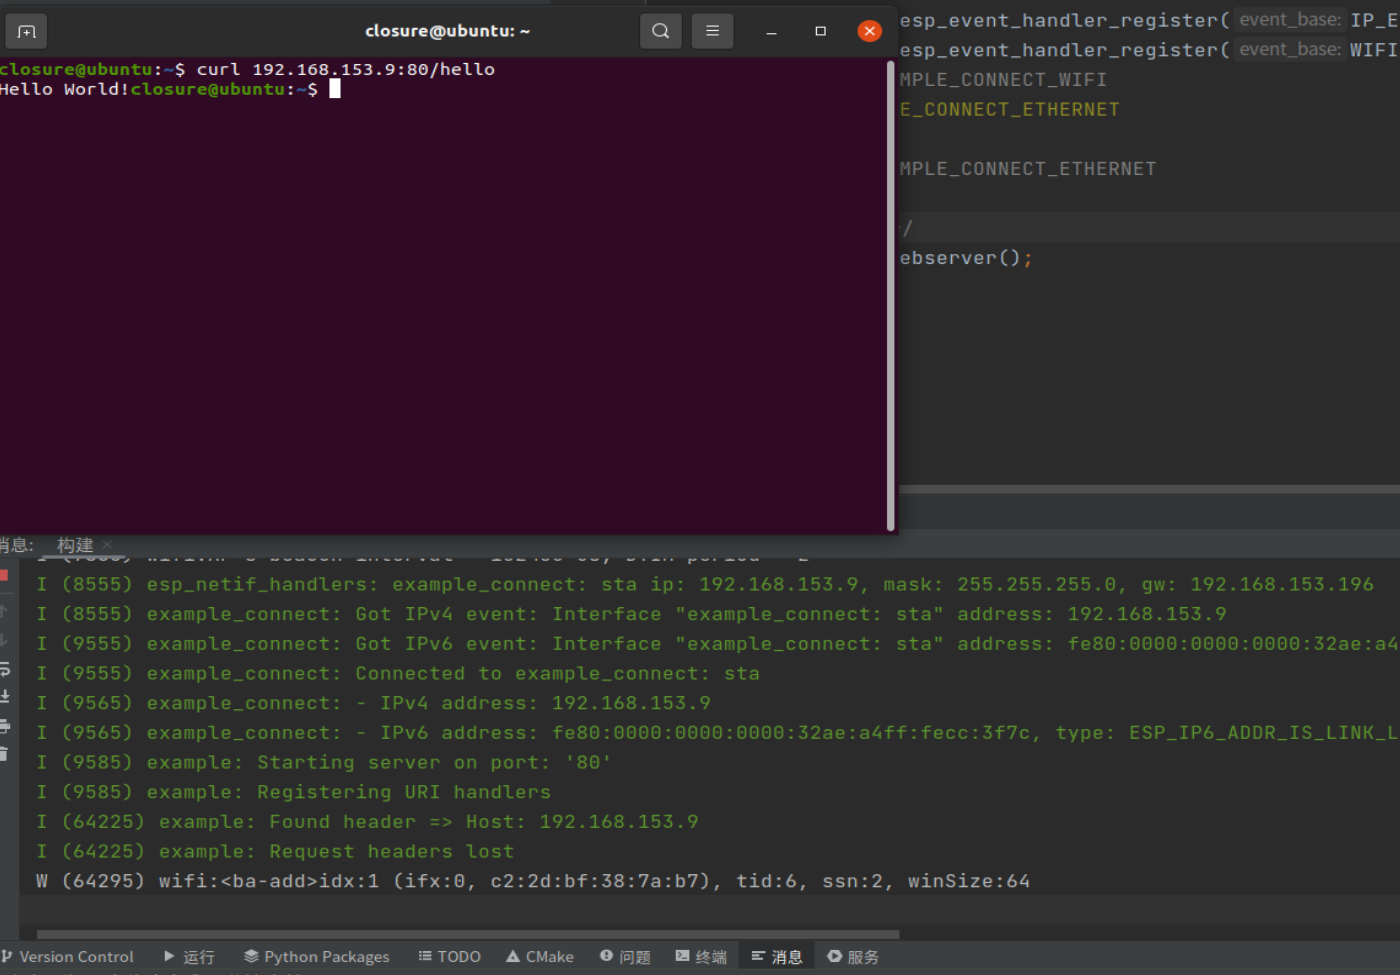 closure@ubuntu: ~
closure@ubuntu:~$ curl 192.168.153.9:80/hello
Hello World!closure@ubuntu:~$
esp_event_handler_register( event_base: IP_E
esp_event_handler_register( event_base: WIFI
MPLE_CONNECT_WIFI
E_CONNECT_ETHERNET
MPLE_CONNECT_ETHERNET
/
ebserver();
消息: 构建 ×
I (8555) esp_netif_handlers: example_connect: sta ip: 192.168.153.9, mask: 255.255.255.0, gw: 192.168.153.196
I (8555) example_connect: Got IPv4 event: Interface "example_connect: sta" address: 192.168.153.9
I (9555) example_connect: Got IPv6 event: Interface "example_connect: sta" address: fe80:0000:0000:0000:32ae:a4
I (9555) example_connect: Connected to example_connect: sta
I (9565) example_connect: - IPv4 address: 192.168.153.9
I (9565) example_connect: - IPv6 address: fe80:0000:0000:0000:32ae:a4ff:fecc:3f7c, type: ESP_IP6_ADDR_IS_LINK_L
I (9585) example: Starting server on port: '80'
I (9585) example: Registering URI handlers
I (64225) example: Found header => Host: 192.168.153.9
I (64225) example: Request headers lost
W (64295) wifi:<ba-add>idx:1 (ifx:0, c2:2d:bf:38:7a:b7), tid:6, ssn:2, winSize:64
Version Control 运行 Python Packages TODO CMake 问题 终端 消息 服务